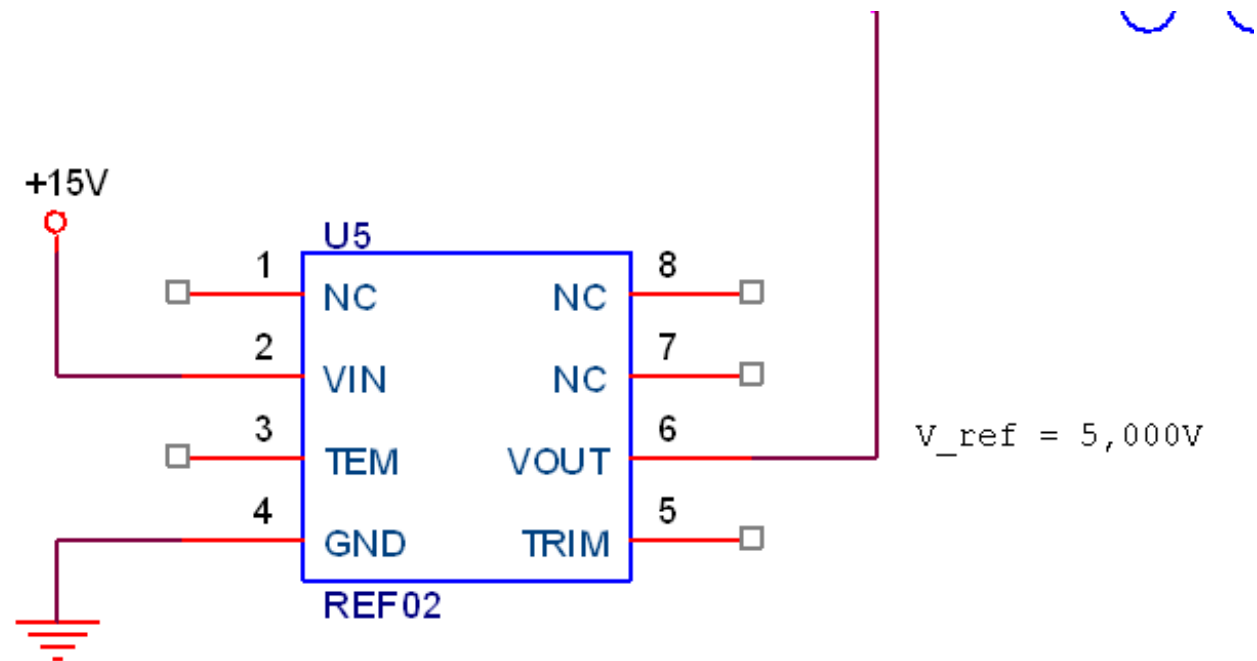 +15V
U5
1
NC
NC
8
2
VIN
NC
7
3
TEM
VOUT
6
V_ref = 5,000V
4
GND
TRIM
5
REF02